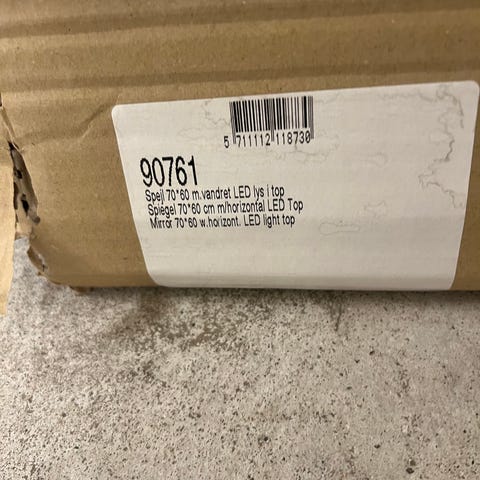 5 711112 118730
90761
Spejl 70*60 m.vandret LED lys i top
Spiegel 70*60 cm m/horizontal LED Top
Mirror 70*60 w.horizont. LED light top